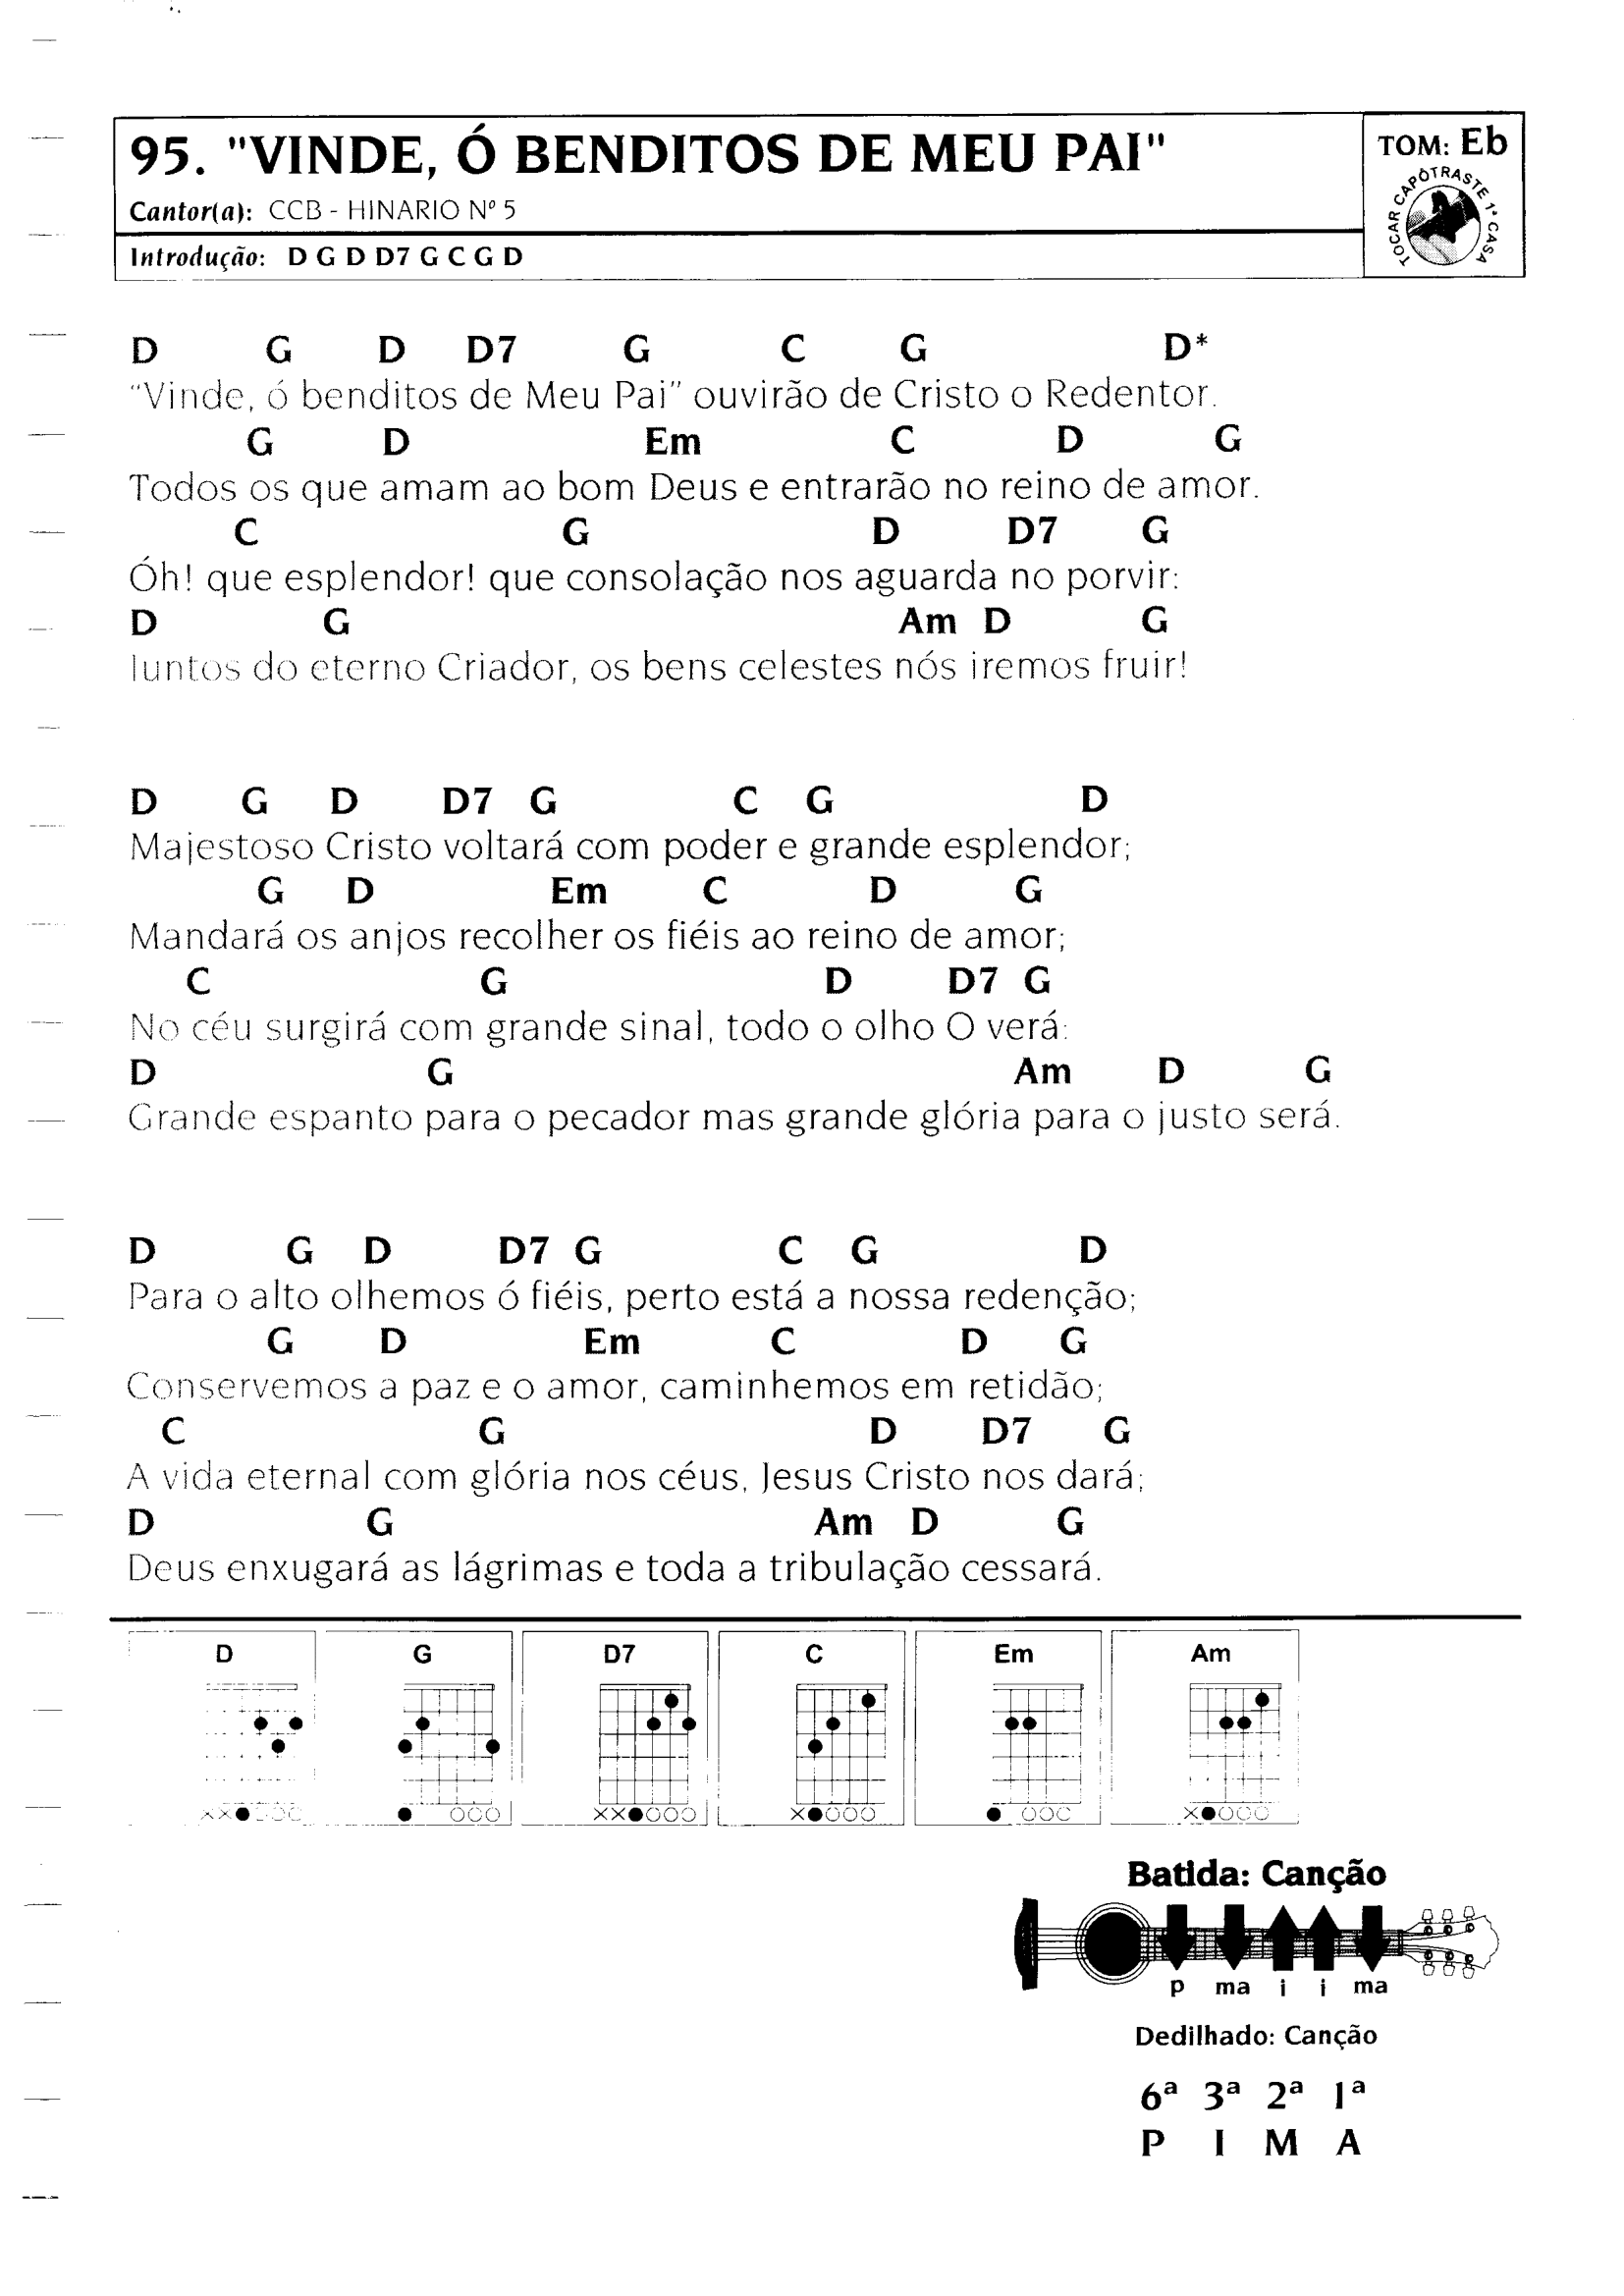 95. "VINDE, Ó BENDITOS DE MEU PAI"
TOM: Eb
Cantor(a): CCB - HINARIO Nº 5
TOCAR CAPÔTRASTE 1ª CASA
Introdução: D G D D7 G C G D
D G D D7 G C G D*
"Vinde, ó benditos de Meu Pai" ouvirão de Cristo o Redentor.
G D Em C D G
Todos os que amam ao bom Deus e entrarão no reino de amor.
C G D D7 G
Óh! que esplendor! que consolação nos aguarda no porvir:
D G Am D G
Juntos do eterno Criador, os bens celestes nós iremos fruir!
D G D D7 G C G D
Majestoso Cristo voltará com poder e grande esplendor;
G D Em C D G
Mandará os anjos recolher os fiéis ao reino de amor;
C G D D7 G
No céu surgirá com grande sinal, todo o olho O verá:
D G Am D G
Grande espanto para o pecador mas grande glória para o justo será.
D G D D7 G C G D
Para o alto olhemos ó fiéis, perto está a nossa redenção;
G D Em C D G
Conservemos a paz e o amor, caminhemos em retidão;
C G D D7 G
A vida eternal com glória nos céus, Jesus Cristo nos dará;
D G Am D G
Deus enxugará as lágrimas e toda a tribulação cessará.
D G D7 C Em Am
Batida: Canção
p ma i i ma
Dedilhado: Canção
6ª 3ª 2ª 1ª
P I M A